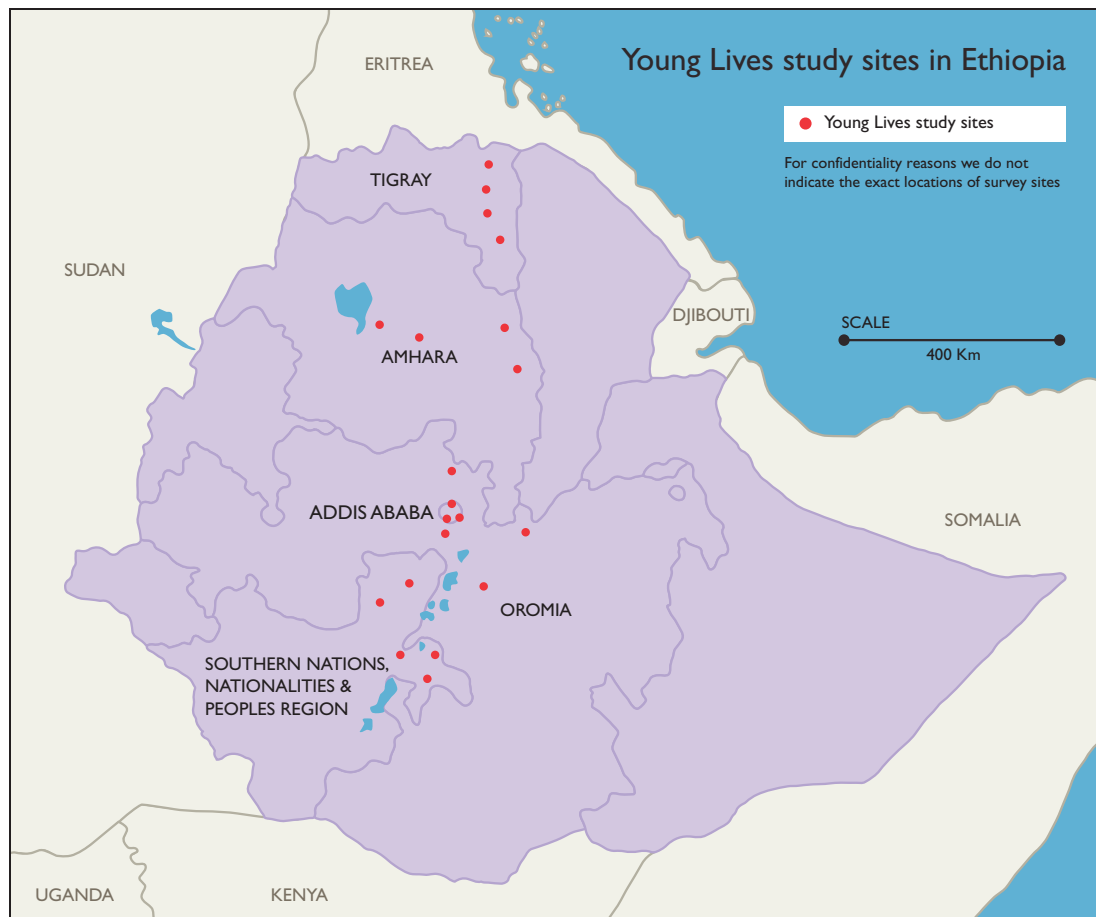 Young Lives study sites in Ethiopia
Young Lives study sites
For confidentiality reasons we do not
indicate the exact locations of survey sites
ERITREA
TIGRAY
SUDAN
DJIBOUTI
SCALE
400 Km
AMHARA
ADDIS ABABA
SOMALIA
OROMIA
SOUTHERN NATIONS,
NATIONALITIES &
PEOPLES REGION
UGANDA
KENYA